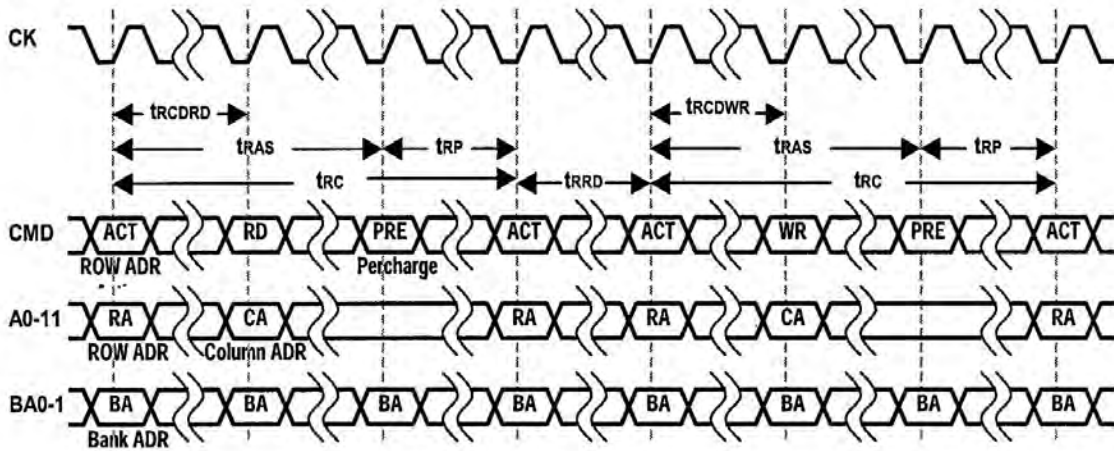 CK
tRCDRD tRCDWR
tRAS tRP tRAS tRP
tRC tRRD tRC
CMD ACT RD PRE ACT ACT WR PRE ACT
ROW ADR Percharge
A0-11 RA CA RA RA CA RA
ROW ADR Column ADR
BA0-1 BA BA BA BA BA BA BA BA
Bank ADR